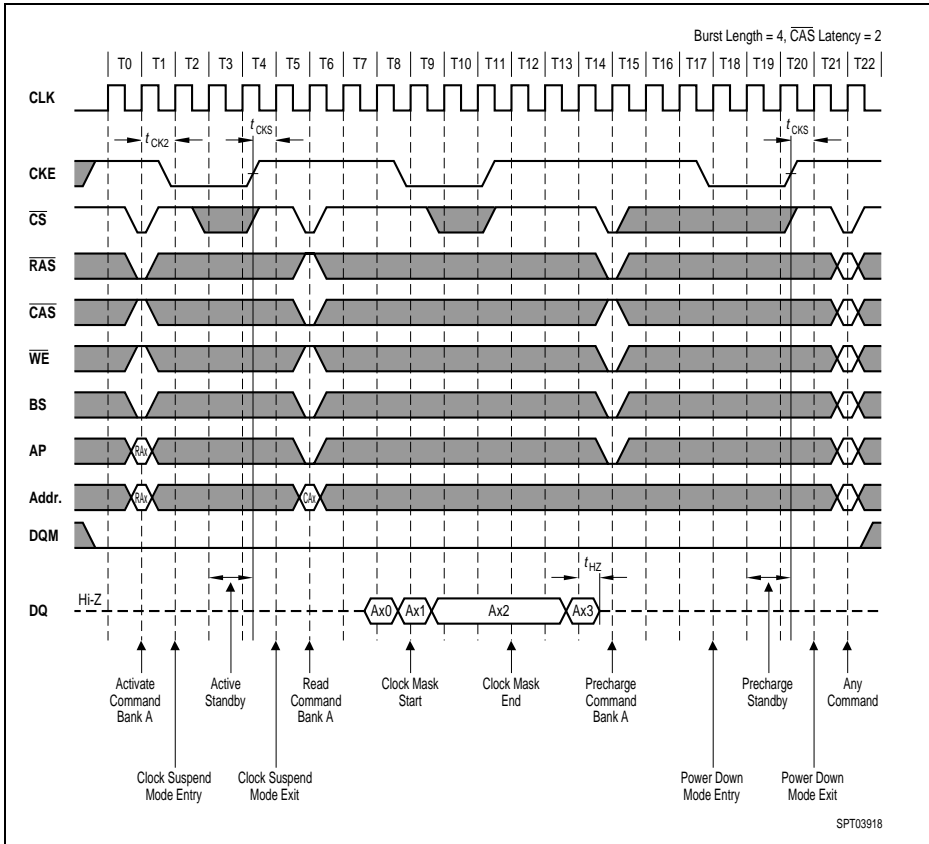 Burst Length = 4, CAS Latency = 2
T0 T1 T2 T3 T4 T5 T6 T7 T8 T9 T10 T11 T12 T13 T14 T15 T16 T17 T18 T19 T20 T21 T22
CLK
t CK2
t CKS
t CKS
CKE
CS
RAS
CAS
WE
BS
AP
RAx
Addr.
RAx
CAx
DQM
t HZ
DQ
Hi-Z
Ax0
Ax1
Ax2
Ax3
Activate
Command
Bank A
Active
Standby
Read
Command
Bank A
Clock Mask
Start
Clock Mask
End
Precharge
Command
Bank A
Precharge
Standby
Any
Command
Clock Suspend
Mode Entry
Clock Suspend
Mode Exit
Power Down
Mode Entry
Power Down
Mode Exit
SPT03918